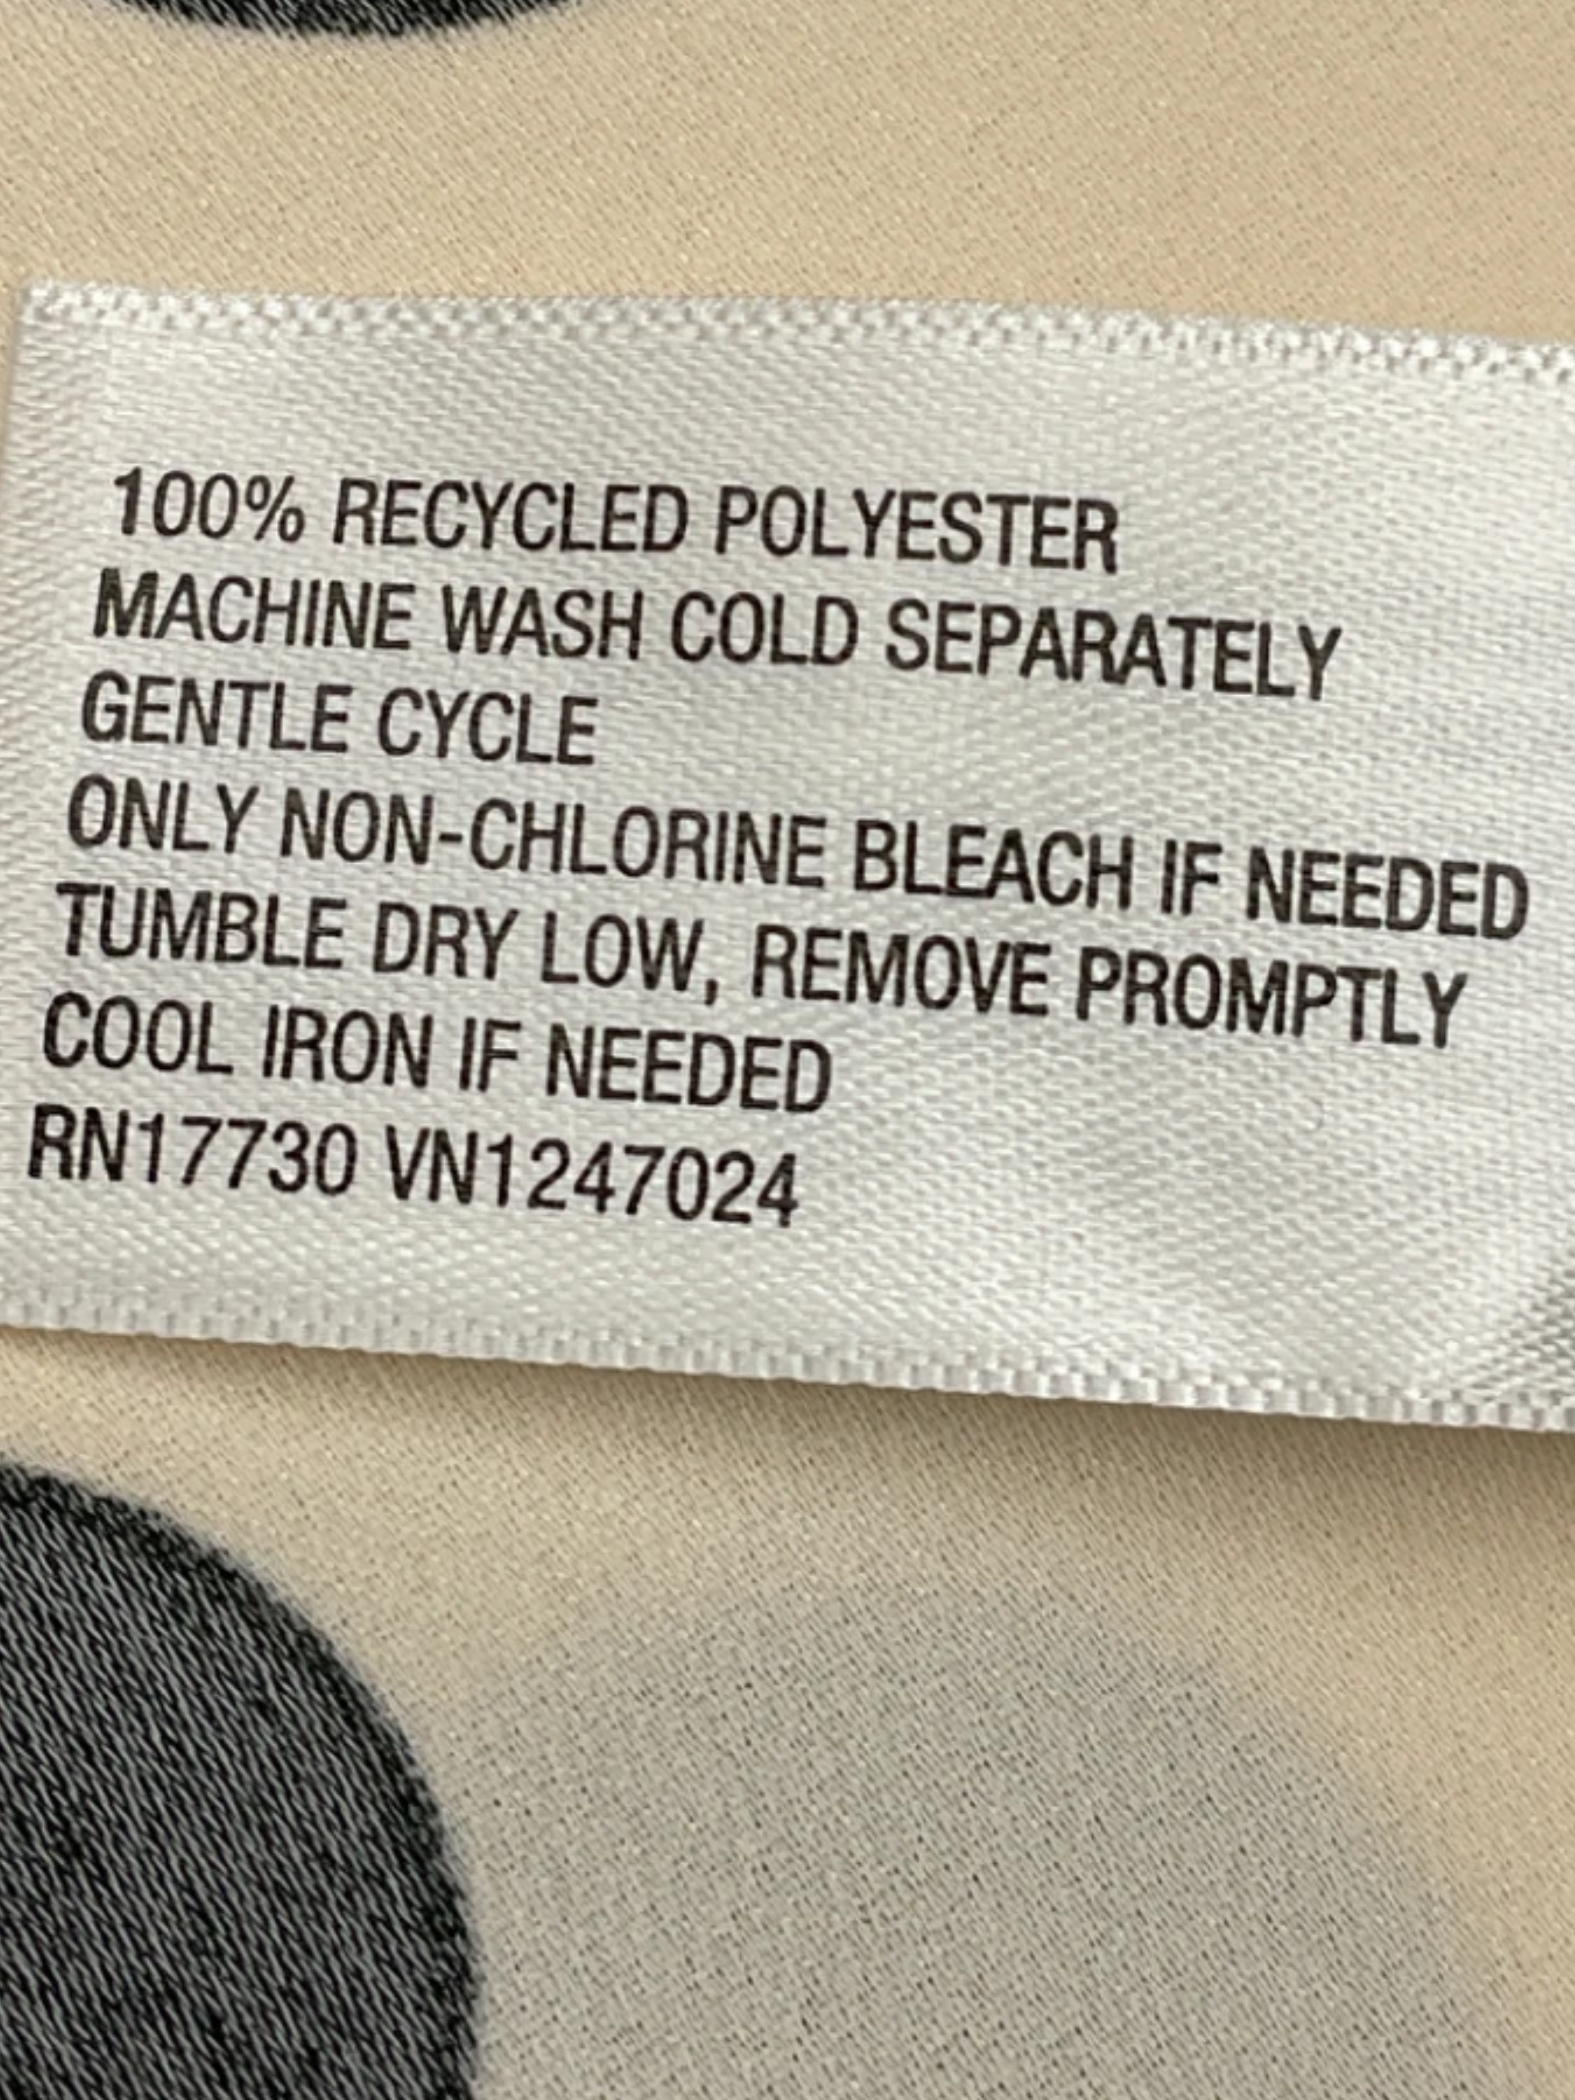 100% RECYCLED POLYESTER
MACHINE WASH COLD SEPARATELY
GENTLE CYCLE
ONLY NON-CHLORINE BLEACH IF NEEDED
TUMBLE DRY LOW, REMOVE PROMPTLY
COOL IRON IF NEEDED
RN17730 VN1247024